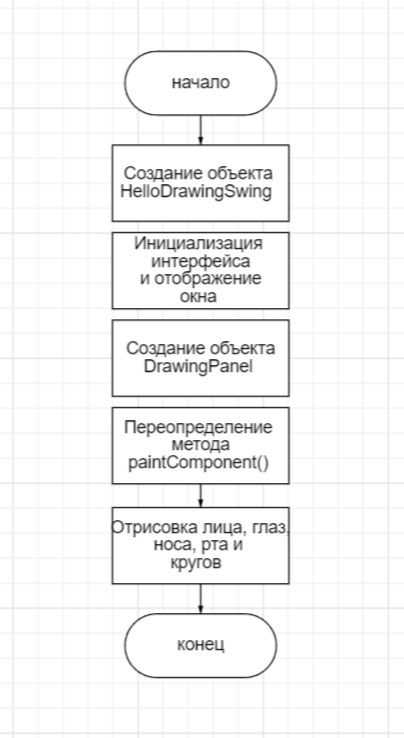 начало
Создание объекта
HelloDrawingSwing
Инициализация
интерфейса
и отображение
окна
Создание объекта
DrawingPanel
Переопределение
метода
paintComponent()
Отрисовка лица, глаз,
носа, рта и
кругов
конец